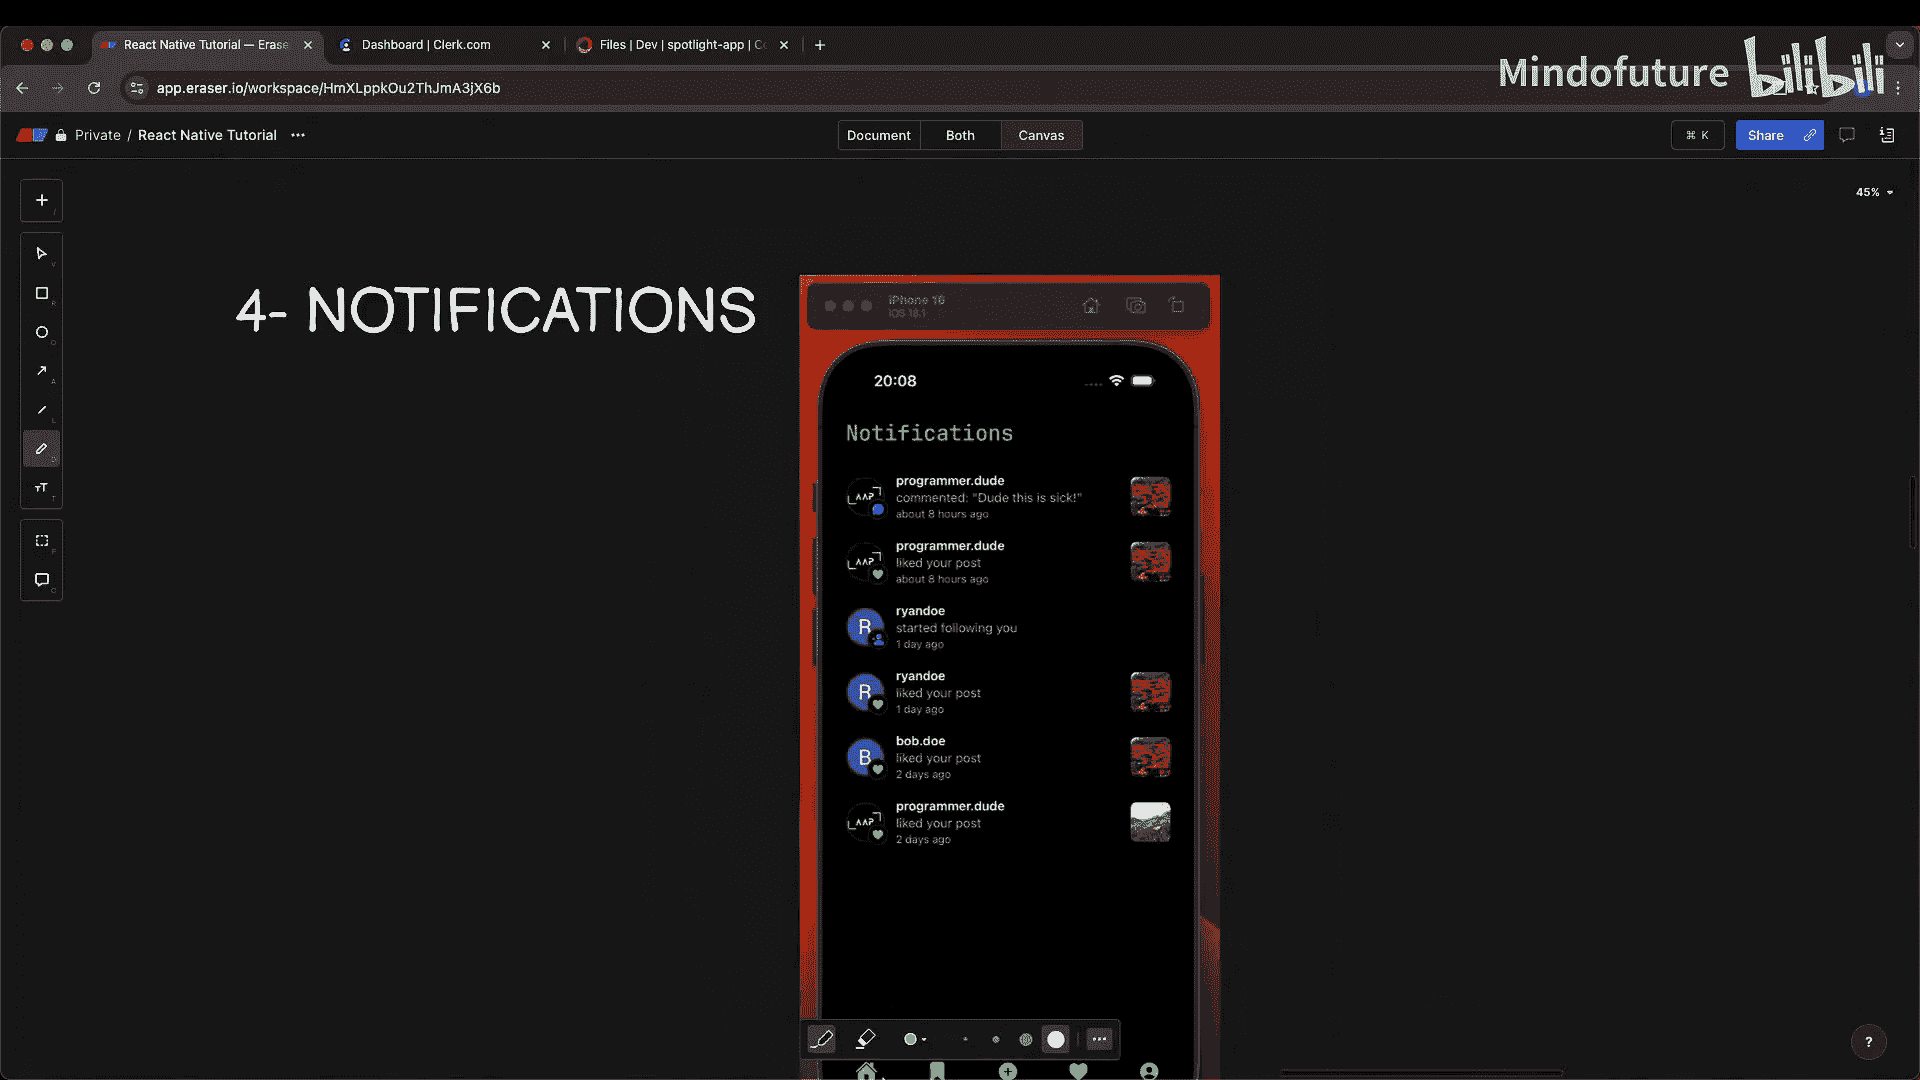 React Native Tutorial — Erase
Dashboard | Clerk.com
Files | Dev | spotlight-app | Co
Mindofuture bilibili
app.eraser.io/workspace/HmXLppkOu2ThJmA3jX6b
Private / React Native Tutorial
Document
Both
Canvas
⌘ K
Share
45%
4- NOTIFICATIONS
iPhone 16
iOS 18.1
20:08
Notifications
programmer.dude
commented: "Dude this is sick!"
about 8 hours ago
programmer.dude
liked your post
about 8 hours ago
ryandoe
started following you
1 day ago
ryandoe
liked your post
1 day ago
bob.doe
liked your post
2 days ago
programmer.dude
liked your post
2 days ago